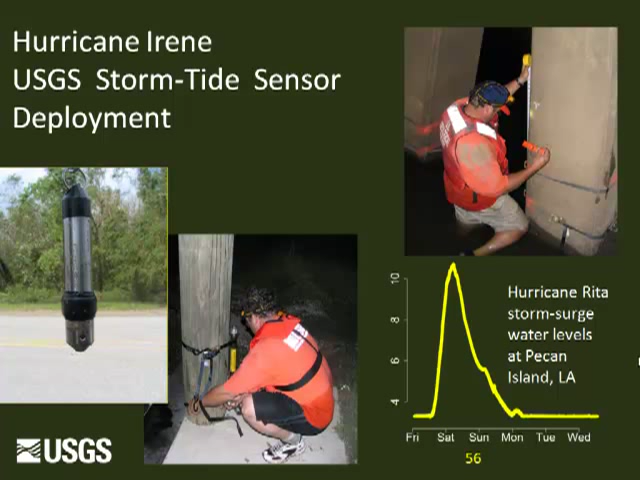 Hurricane Irene
USGS Storm-Tide Sensor
Deployment
Hurricane Rita
storm-surge
water levels
at Pecan
Island, LA
10
8
6
4
Fri Sat Sun Mon Tue Wed
56
USGS